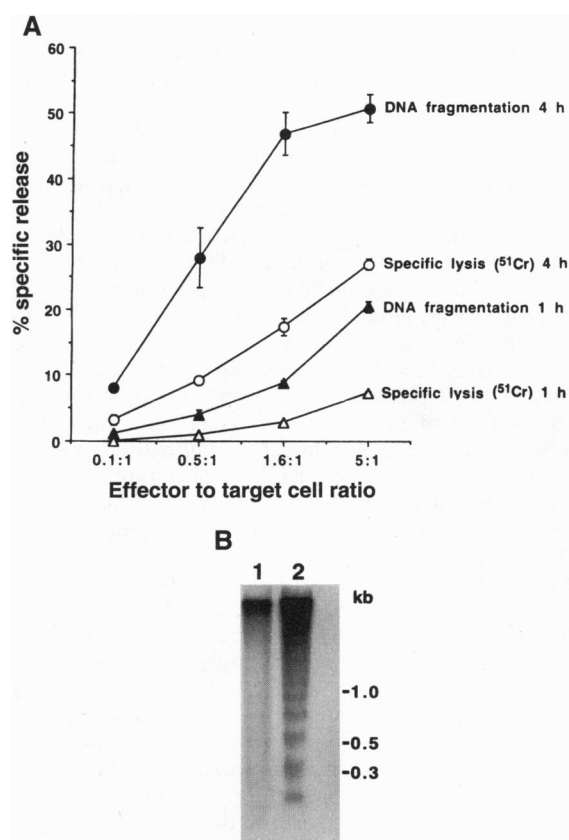 A
60
50
40
30
20
10
0
% specific release
DNA fragmentation 4 h
Specific lysis (⁵¹Cr) 4 h
DNA fragmentation 1 h
Specific lysis (⁵¹Cr) 1 h
0.1:1 0.5:1 1.6:1 5:1
Effector to target cell ratio
B
1 2 kb
-1.0
-0.5
-0.3